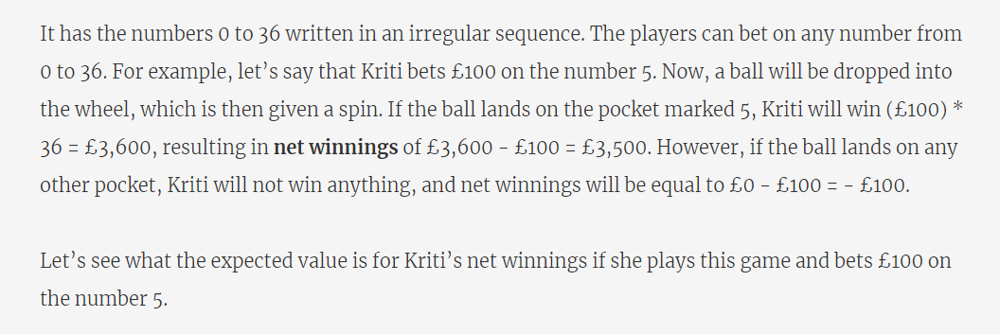 It has the numbers 0 to 36 written in an irregular sequence. The players can bet on any number from
0 to 36. For example, let’s say that Kriti bets £100 on the number 5. Now, a ball will be dropped into
the wheel, which is then given a spin. If the ball lands on the pocket marked 5, Kriti will win (£100) *
36 = £3,600, resulting in net winnings of £3,600 - £100 = £3,500. However, if the ball lands on any
other pocket, Kriti will not win anything, and net winnings will be equal to £0 - £100 = - £100.
Let’s see what the expected value is for Kriti’s net winnings if she plays this game and bets £100 on
the number 5.